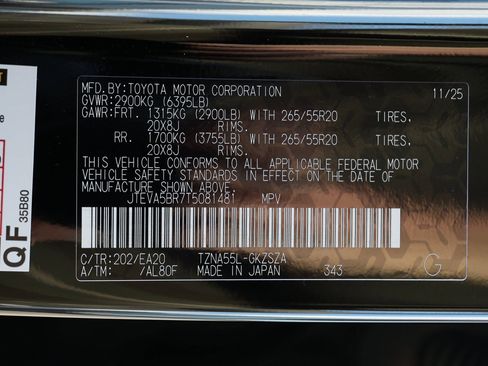 MFD.BY:TOYOTA MOTOR CORPORATION 11/25
GVWR:2900KG (6395LB)
GAWR:FRT. 1315KG (2900LB) WITH 265/55R20 TIRES,
20X8J RIMS.
RR. 1700KG (3755LB) WITH 265/55R20 TIRES,
20X8J RIMS.
THIS VEHICLE CONFORMS TO ALL APPLICABLE FEDERAL MOTOR
VEHICLE SAFETY STANDARDS IN EFFECT ON THE DATE OF
MANUFACTURE SHOWN ABOVE.
JTEVA5BR7T5081481 MPV
C/TR:202/EA20 TZNA55L-GKZSZA
A/TM: /AL80F MADE IN JAPAN 343 G
QF
35B80